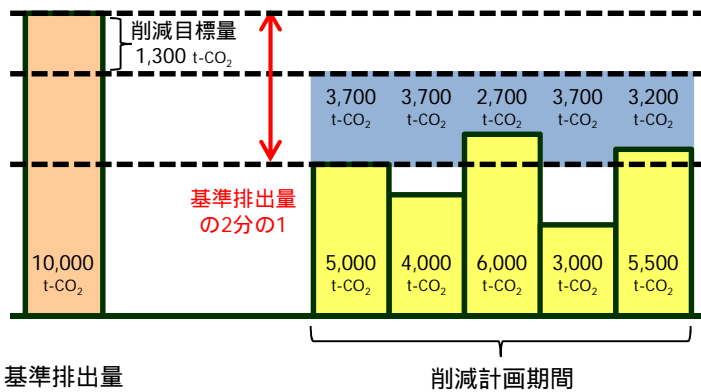 削減目標量
1,300 t-CO2
3,700
t-CO2
3,700
t-CO2
2,700
t-CO2
3,700
t-CO2
3,200
t-CO2
基準排出量
の2分の1
10,000
t-CO2
5,000
t-CO2
4,000
t-CO2
6,000
t-CO2
3,000
t-CO2
5,500
t-CO2
基準排出量
削減計画期間